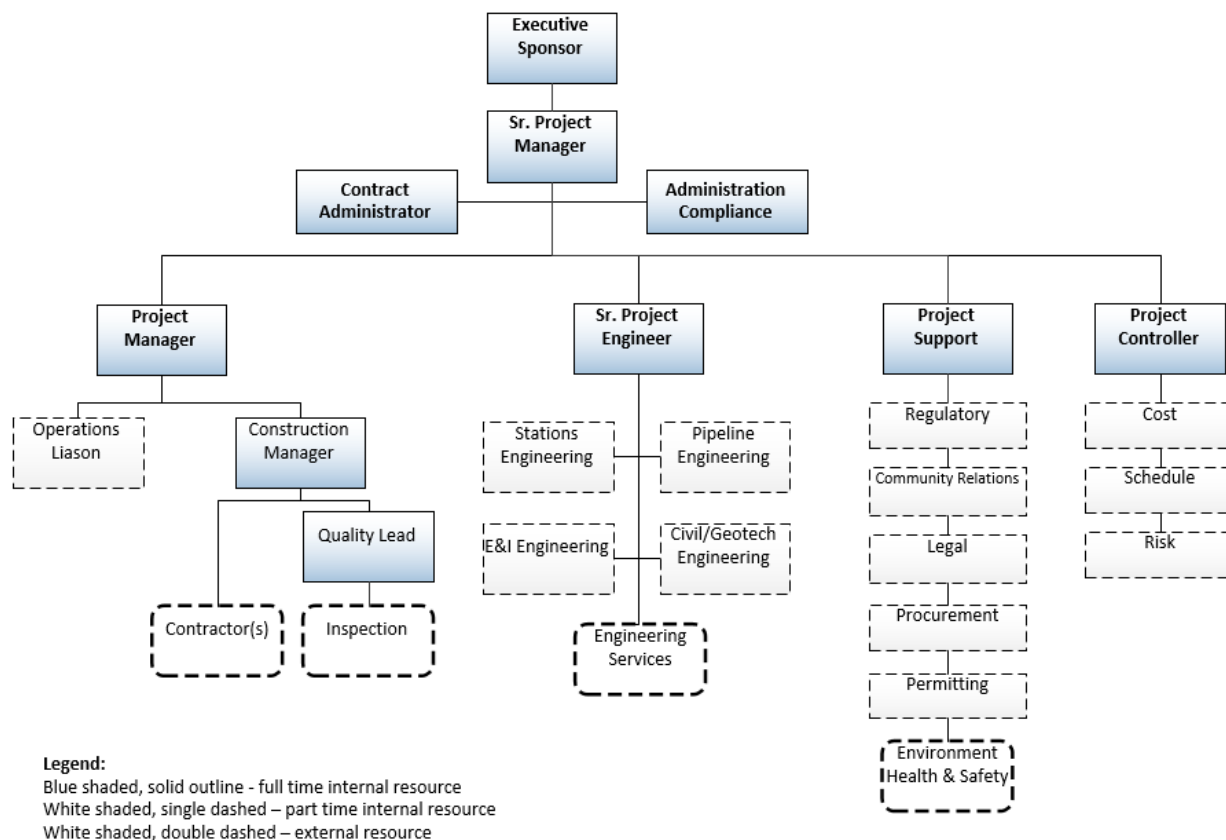 Executive
Sponsor
Sr. Project
Manager
Contract
Administrator
Administration
Compliance
Project
Manager
Sr. Project
Engineer
Project
Support
Project
Controller
Operations
Liason
Construction
Manager
Quality Lead
Contractor(s)
Inspection
Stations
Engineering
Pipeline
Engineering
E&I Engineering
Civil/Geotech
Engineering
Engineering
Services
Regulatory
Community Relations
Legal
Procurement
Permitting
Environment
Health & Safety
Cost
Schedule
Risk
Legend:
Blue shaded, solid outline - full time internal resource
White shaded, single dashed – part time internal resource
White shaded, double dashed – external resource